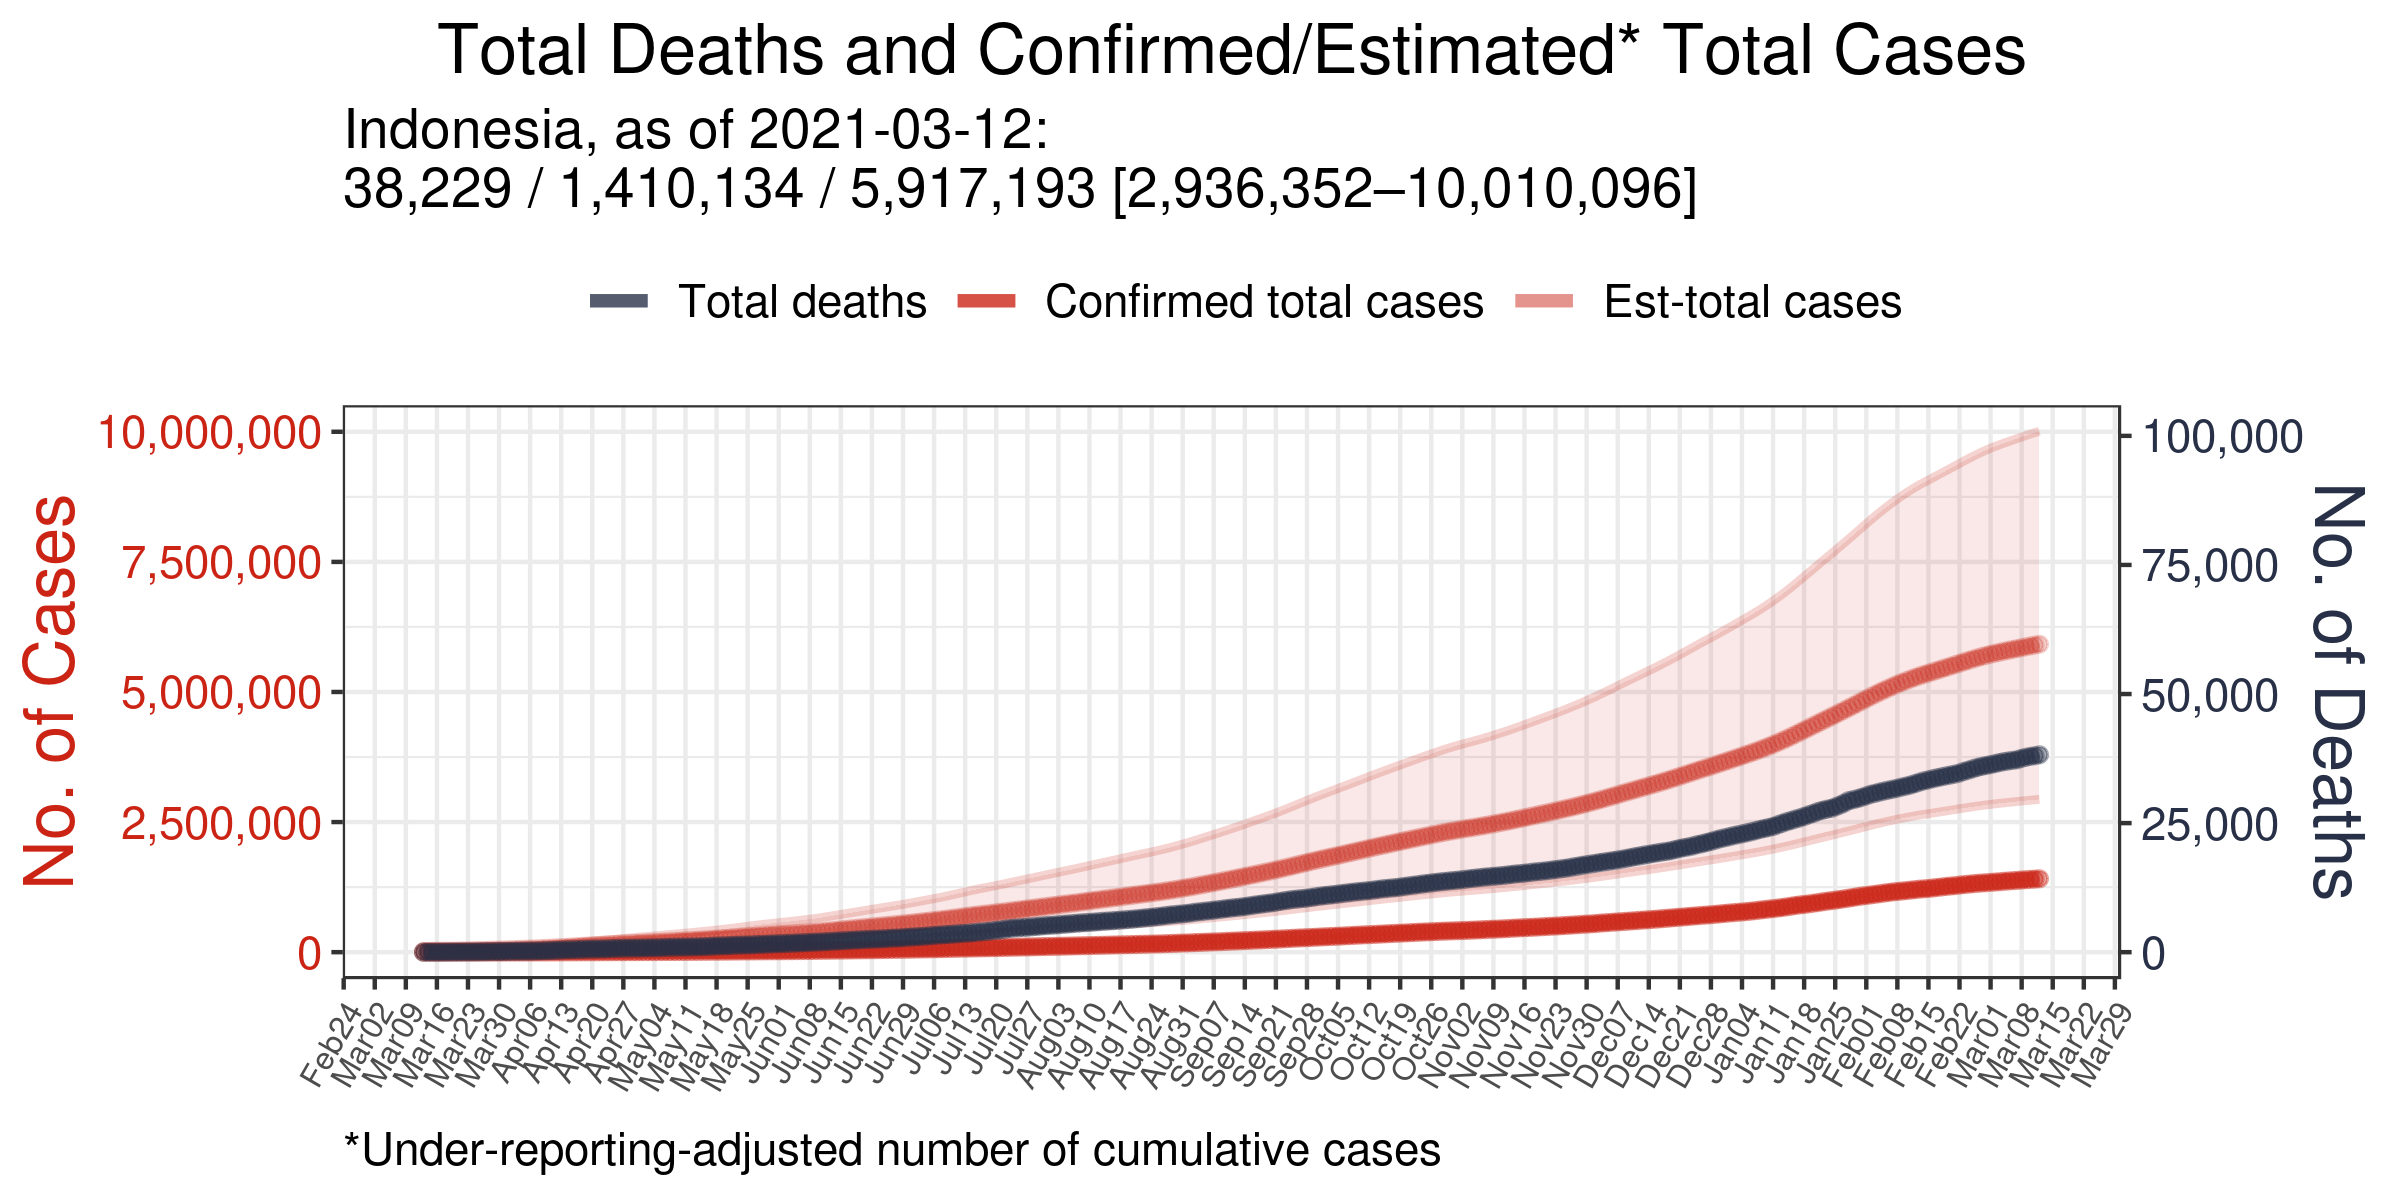 Total Deaths and Confirmed/Estimated* Total Cases
Indonesia, as of 2021-03-12:
38,229 / 1,410,134 / 5,917,193 [2,936,352–10,010,096]
Total deaths
Confirmed total cases
Est-total cases
No. of Cases
10,000,000
7,500,000
5,000,000
2,500,000
0
100,000
75,000
50,000
25,000
0
No. of Deaths
Feb24
Mar02
Mar09
Mar16
Mar23
Mar30
Apr06
Apr13
Apr20
Apr27
May04
May11
May18
May25
Jun01
Jun08
Jun15
Jun22
Jun29
Jul06
Jul13
Jul20
Jul27
Aug03
Aug10
Aug17
Aug24
Aug31
Sep07
Sep14
Sep21
Sep28
Oct05
Oct12
Oct19
Oct26
Nov02
Nov09
Nov16
Nov23
Nov30
Dec07
Dec14
Dec21
Dec28
Jan04
Jan11
Jan18
Jan25
Feb01
Feb08
Feb15
Feb22
Mar01
Mar08
Mar15
Mar22
Mar29
*Under-reporting-adjusted number of cumulative cases